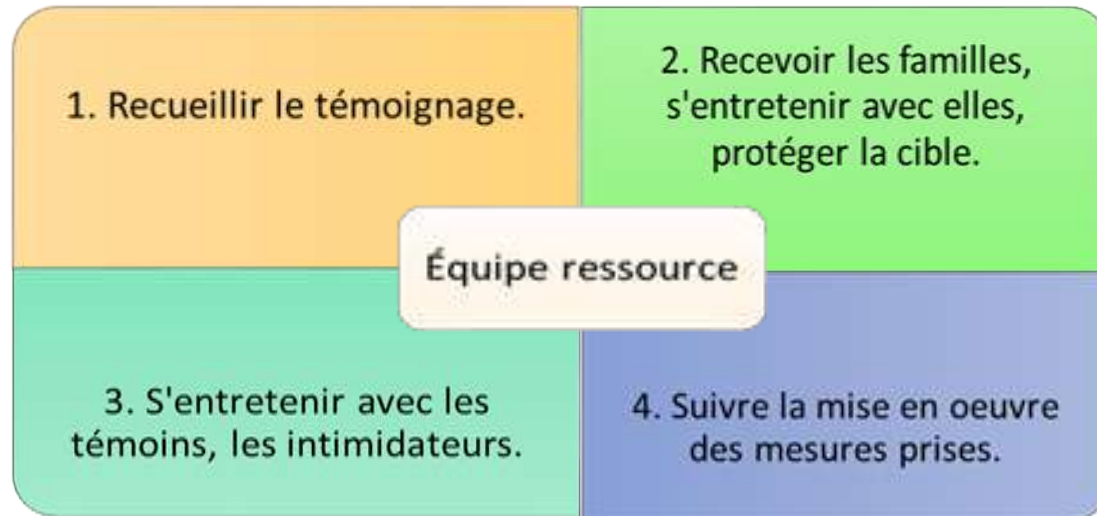 1. Recueillir le témoignage.
2. Recevoir les familles,
s'entretenir avec elles,
protéger la cible.
Équipe ressource
3. S'entretenir avec les
témoins, les intimidateurs.
4. Suivre la mise en oeuvre
des mesures prises.